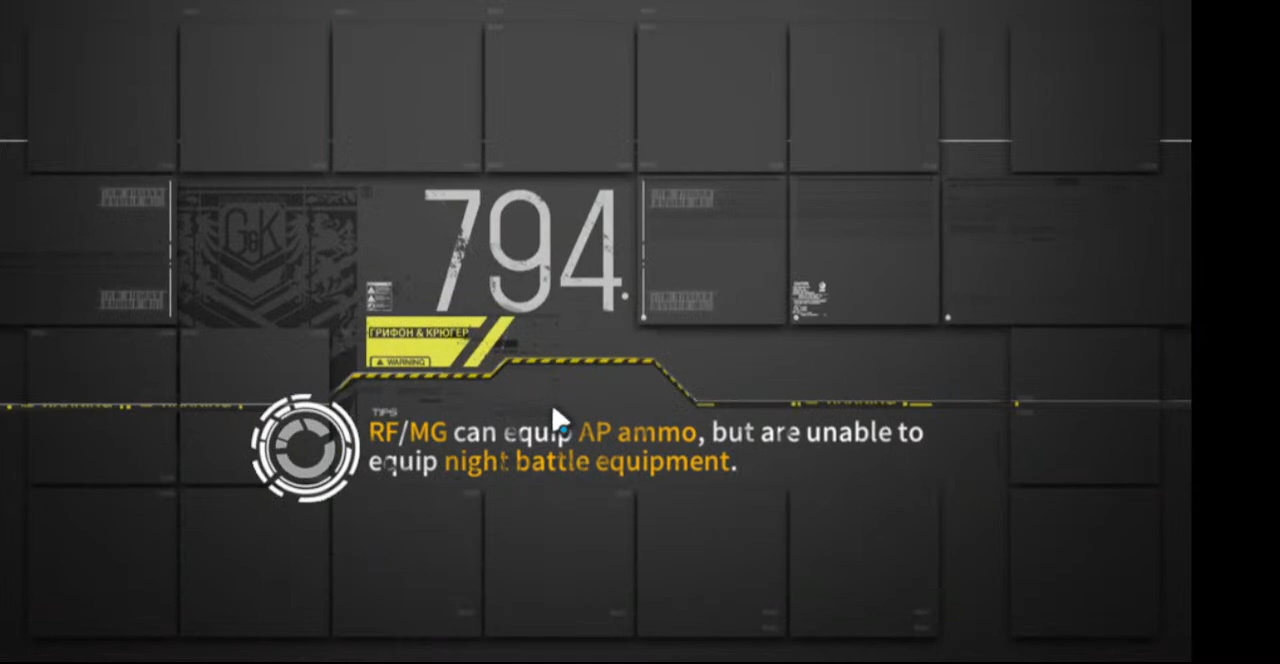 G&K
794.
ГРИФОН & КРЮГЕР
WARNING
TIPS
RF/MG can equip AP ammo, but are unable to
equip night battle equipment.